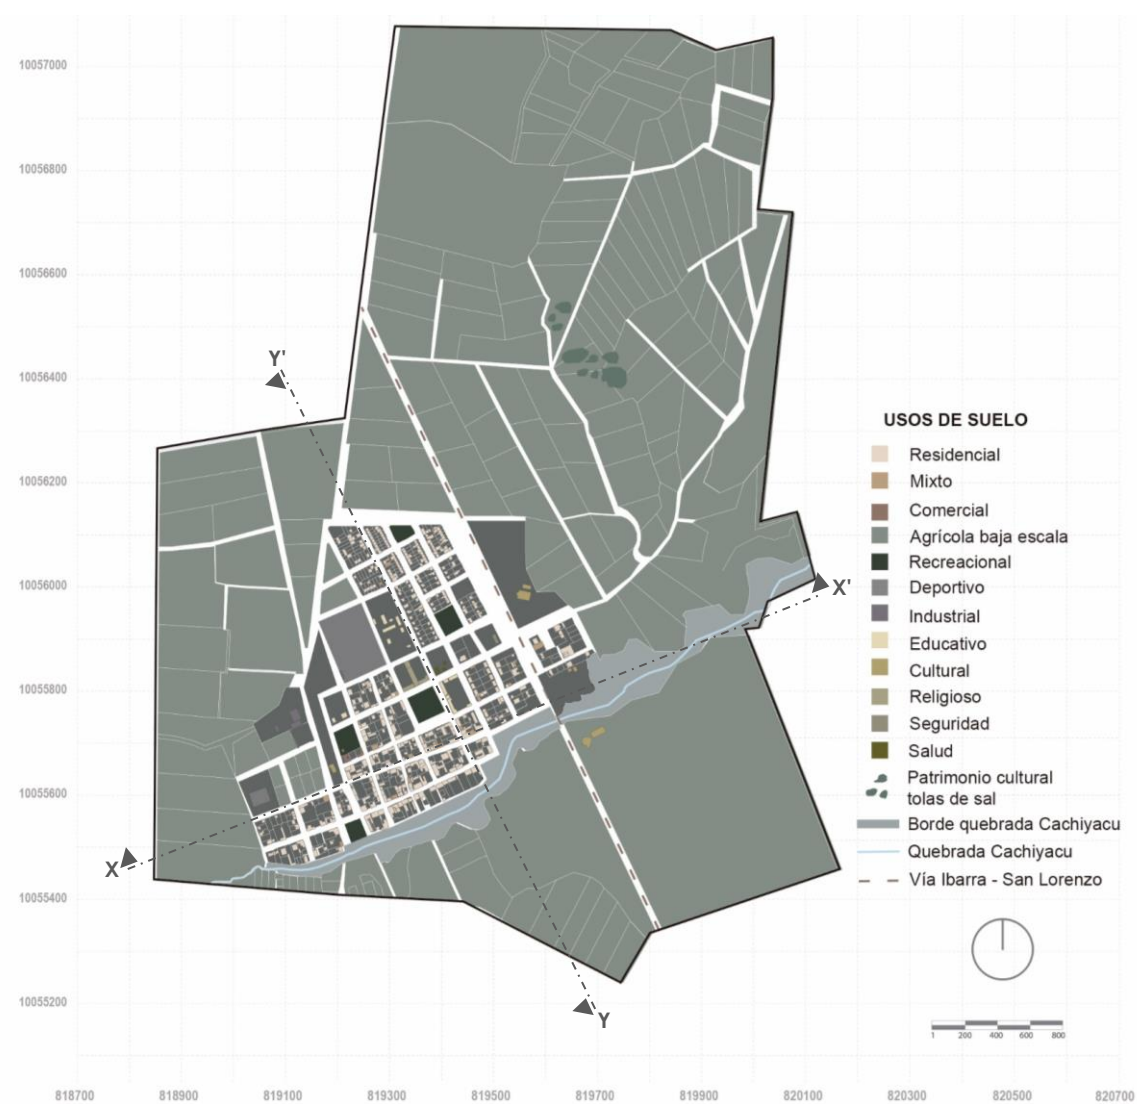 10057000
10056800
10056600
10056400
10056200
10056000
10055800
10055600
10055400
10055200
Y'
X'
X
Y
USOS DE SUELO
Residencial
Mixto
Comercial
Agrícola baja escala
Recreacional
Deportivo
Industrial
Educativo
Cultural
Religioso
Seguridad
Salud
Patrimonio cultural
tolas de sal
Borde quebrada Cachiyacu
Quebrada Cachiyacu
Vía Ibarra - San Lorenzo
1 200 400 600 800
818700 818900 819100 819300 819500 819700 819900 820100 820300 820500 820700